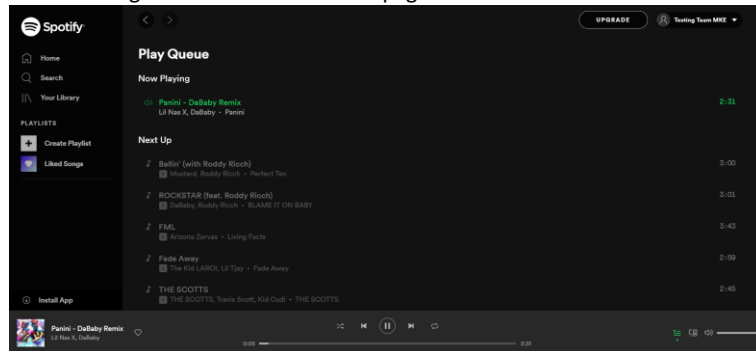 Spotify
UPGRADE
Testing Team MKE
Home
Search
Your Library
PLAYLISTS
Create Playlist
Liked Songs
Install App
Play Queue
Now Playing
Panini - DaBaby Remix
2:31
Lil Nas X, DaBaby • Panini
Next Up
Ballin' (with Roddy Ricch)
3:00
E Mustard, Roddy Ricch • Perfect Ten
ROCKSTAR (feat. Roddy Ricch)
3:01
E DaBaby, Roddy Ricch • BLAME IT ON BABY
FML
3:43
E Arizona Zervas • Living Facts
Fade Away
2:59
E The Kid LAROI, Lil Tjay • Fade Away
THE SCOTTS
2:45
E THE SCOTTS, Travis Scott, Kid Cudi • THE SCOTTS
Panini - DaBaby Remix
Lil Nas X, DaBaby
0:05
2:31